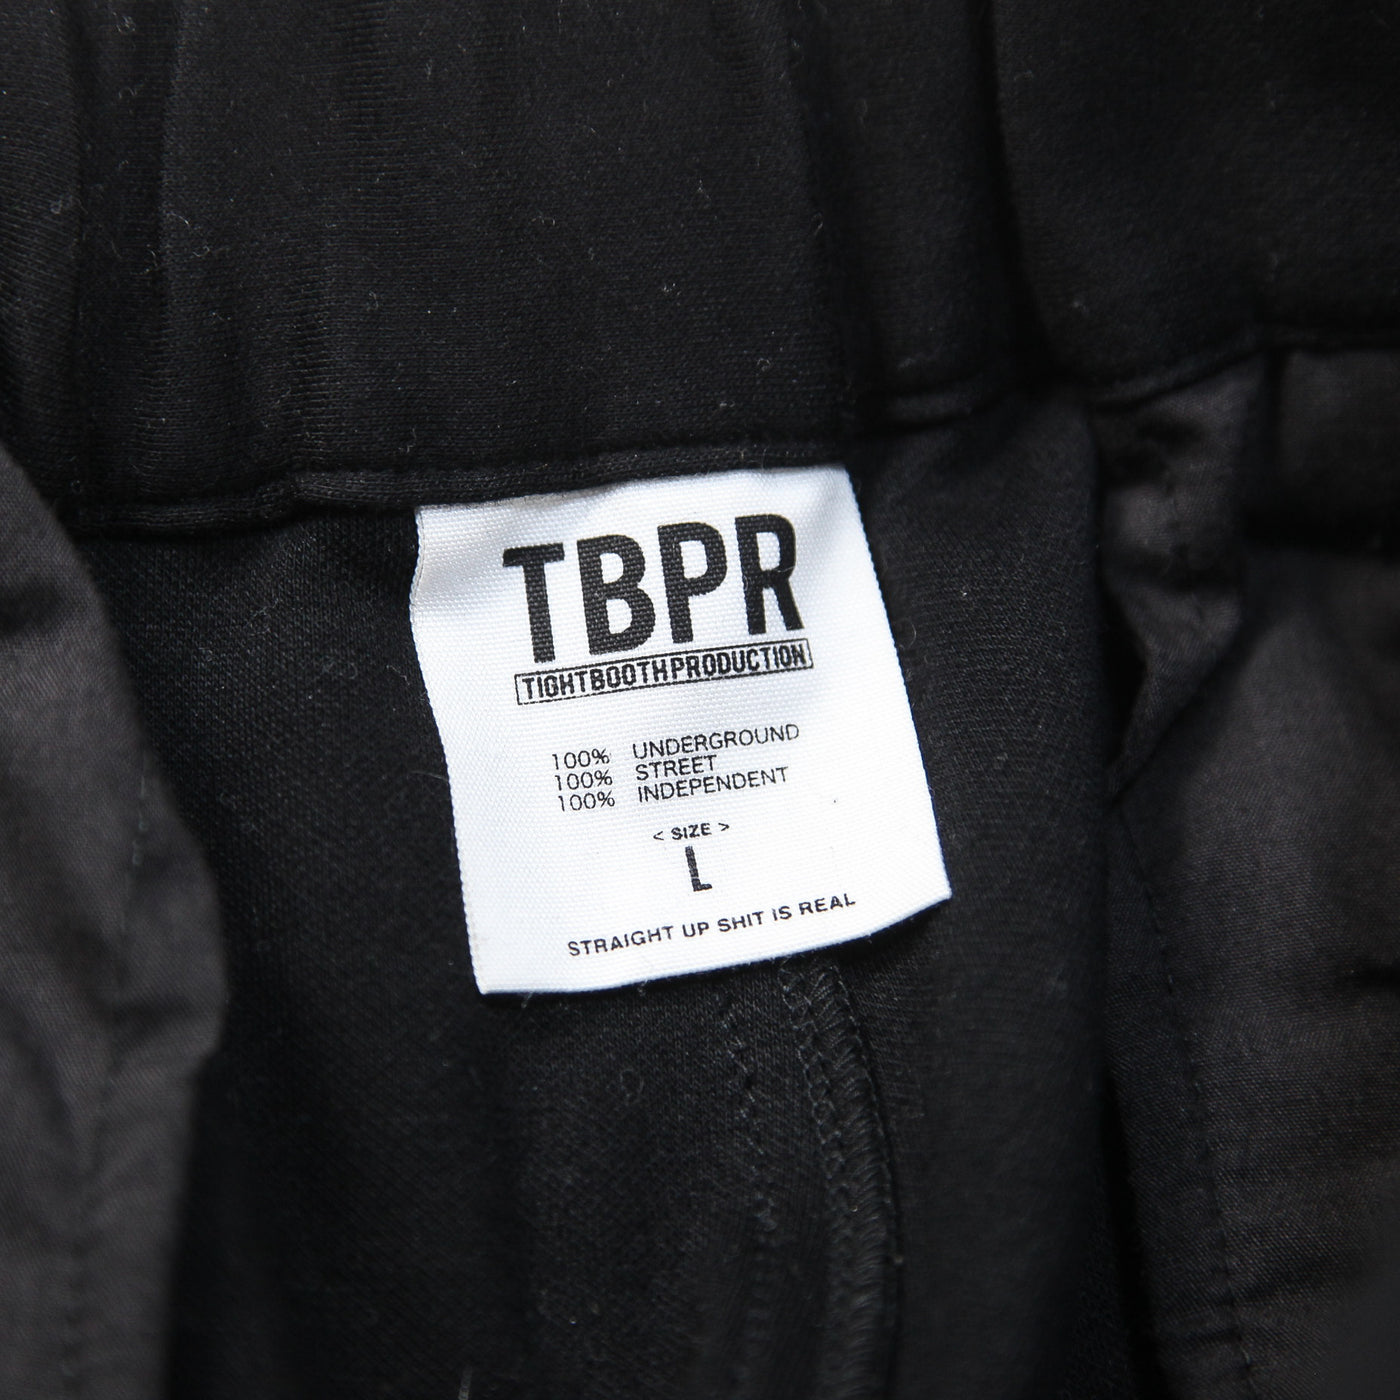 TBPR
TIGHTBOOTHPRODUCTION
100% UNDERGROUND
100% STREET
100% INDEPENDENT
< SIZE >
L
STRAIGHT UP SHIT IS REAL